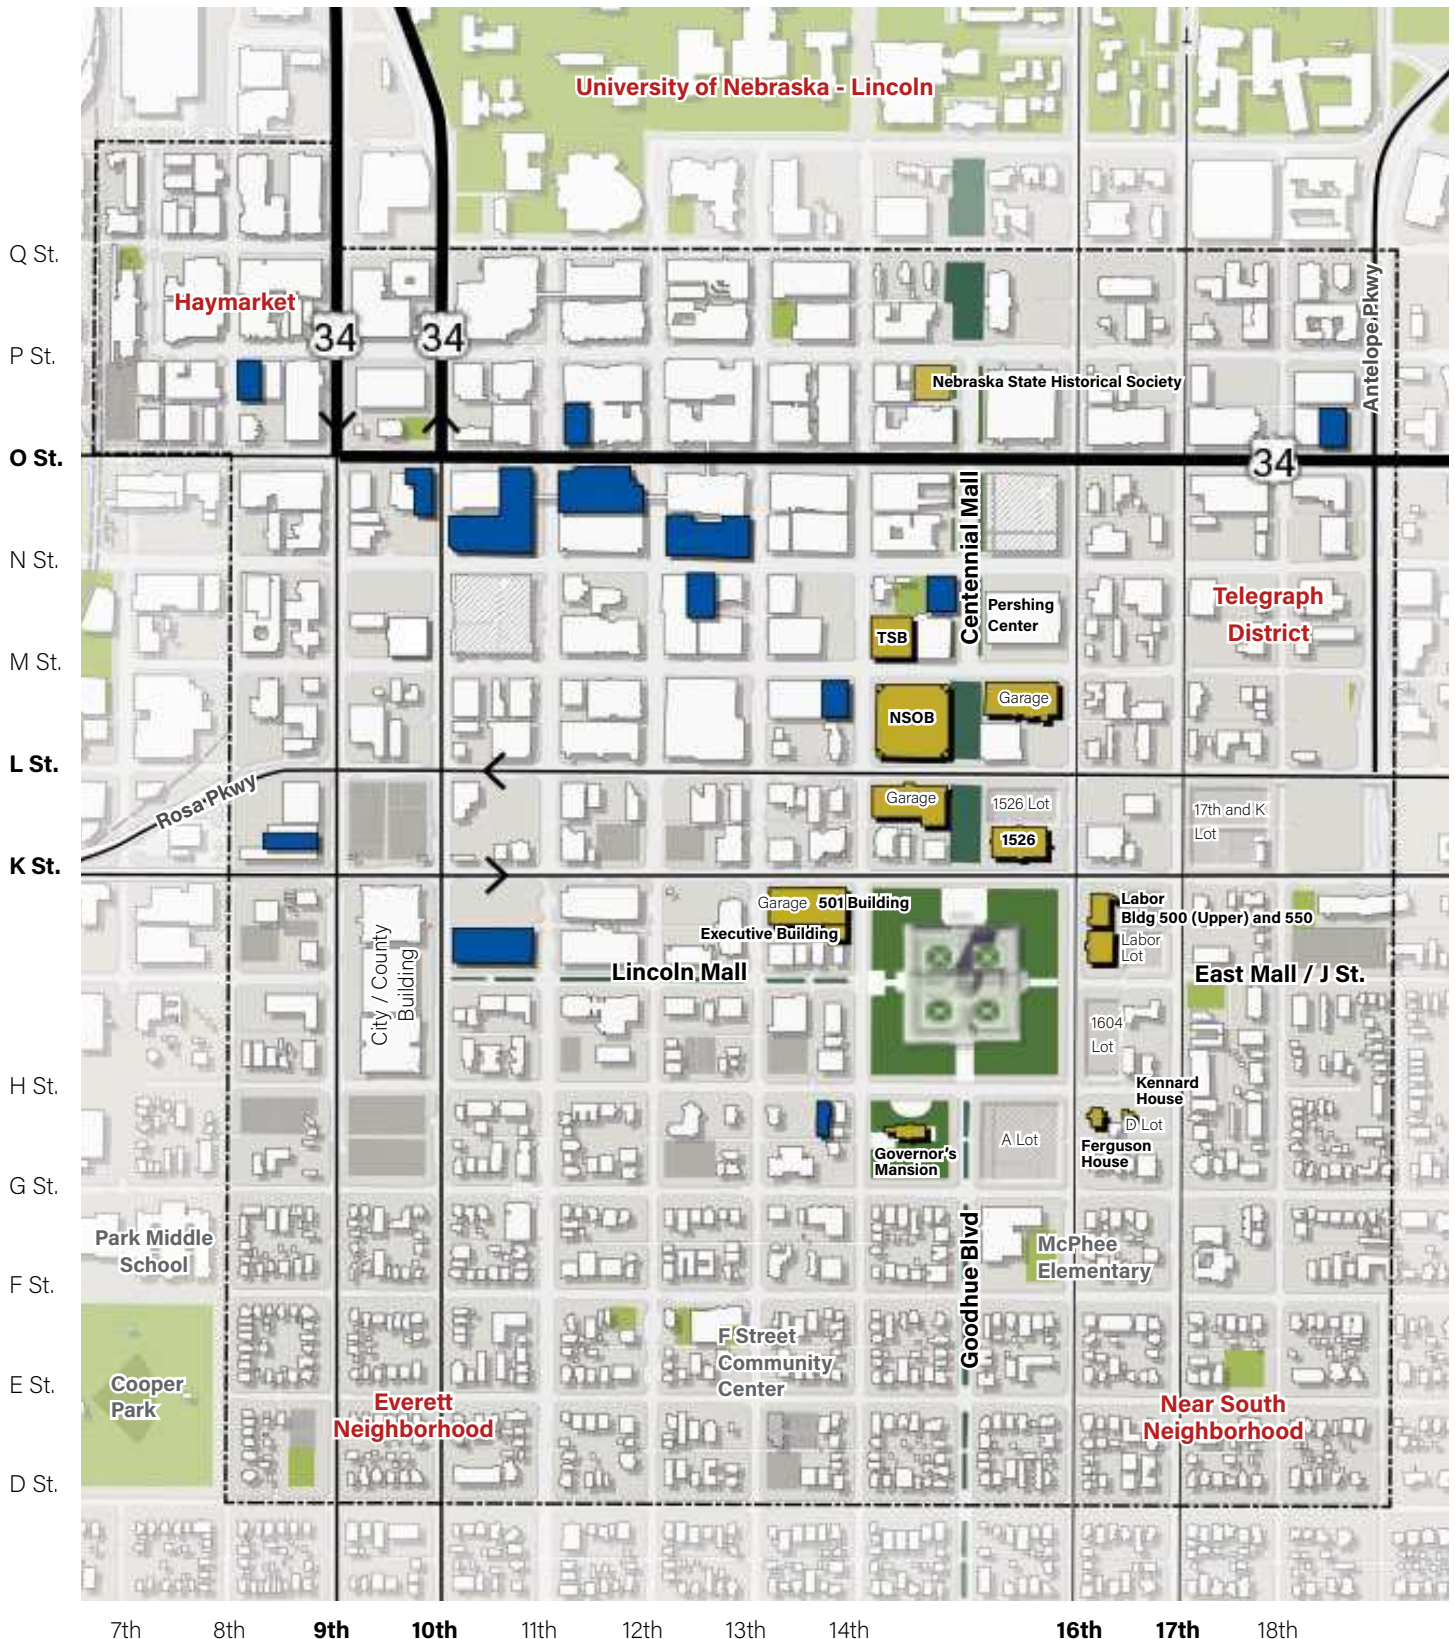 University of Nebraska - Lincoln
Q St.
Haymarket
Antelope Pkwy
34
34
P St.
Nebraska State Historical Society
O St.
34
Centennial Mall
N St.
Telegraph
District
Pershing
Center
TSB
M St.
Garage
NSOB
L St.
Rosa Pkwy
Garage
1526 Lot
17th and K
Lot
1526
K St.
Labor
Garage
501 Building
Bldg 500 (Upper) and 550
Executive Building
Labor
Lot
City / County
Building
Lincoln Mall
East Mall / J St.
1604
Lot
H St.
Kennard
House
D Lot
A Lot
Governor's
Mansion
Ferguson
House
G St.
Park Middle
School
McPhee
Elementary
F St.
Goodhue Blvd
F Street
Community
Center
E St.
Cooper
Park
Everett
Neighborhood
Near South
Neighborhood
D St.
7th
8th
9th
10th
11th
12th
13th
14th
16th
17th
18th